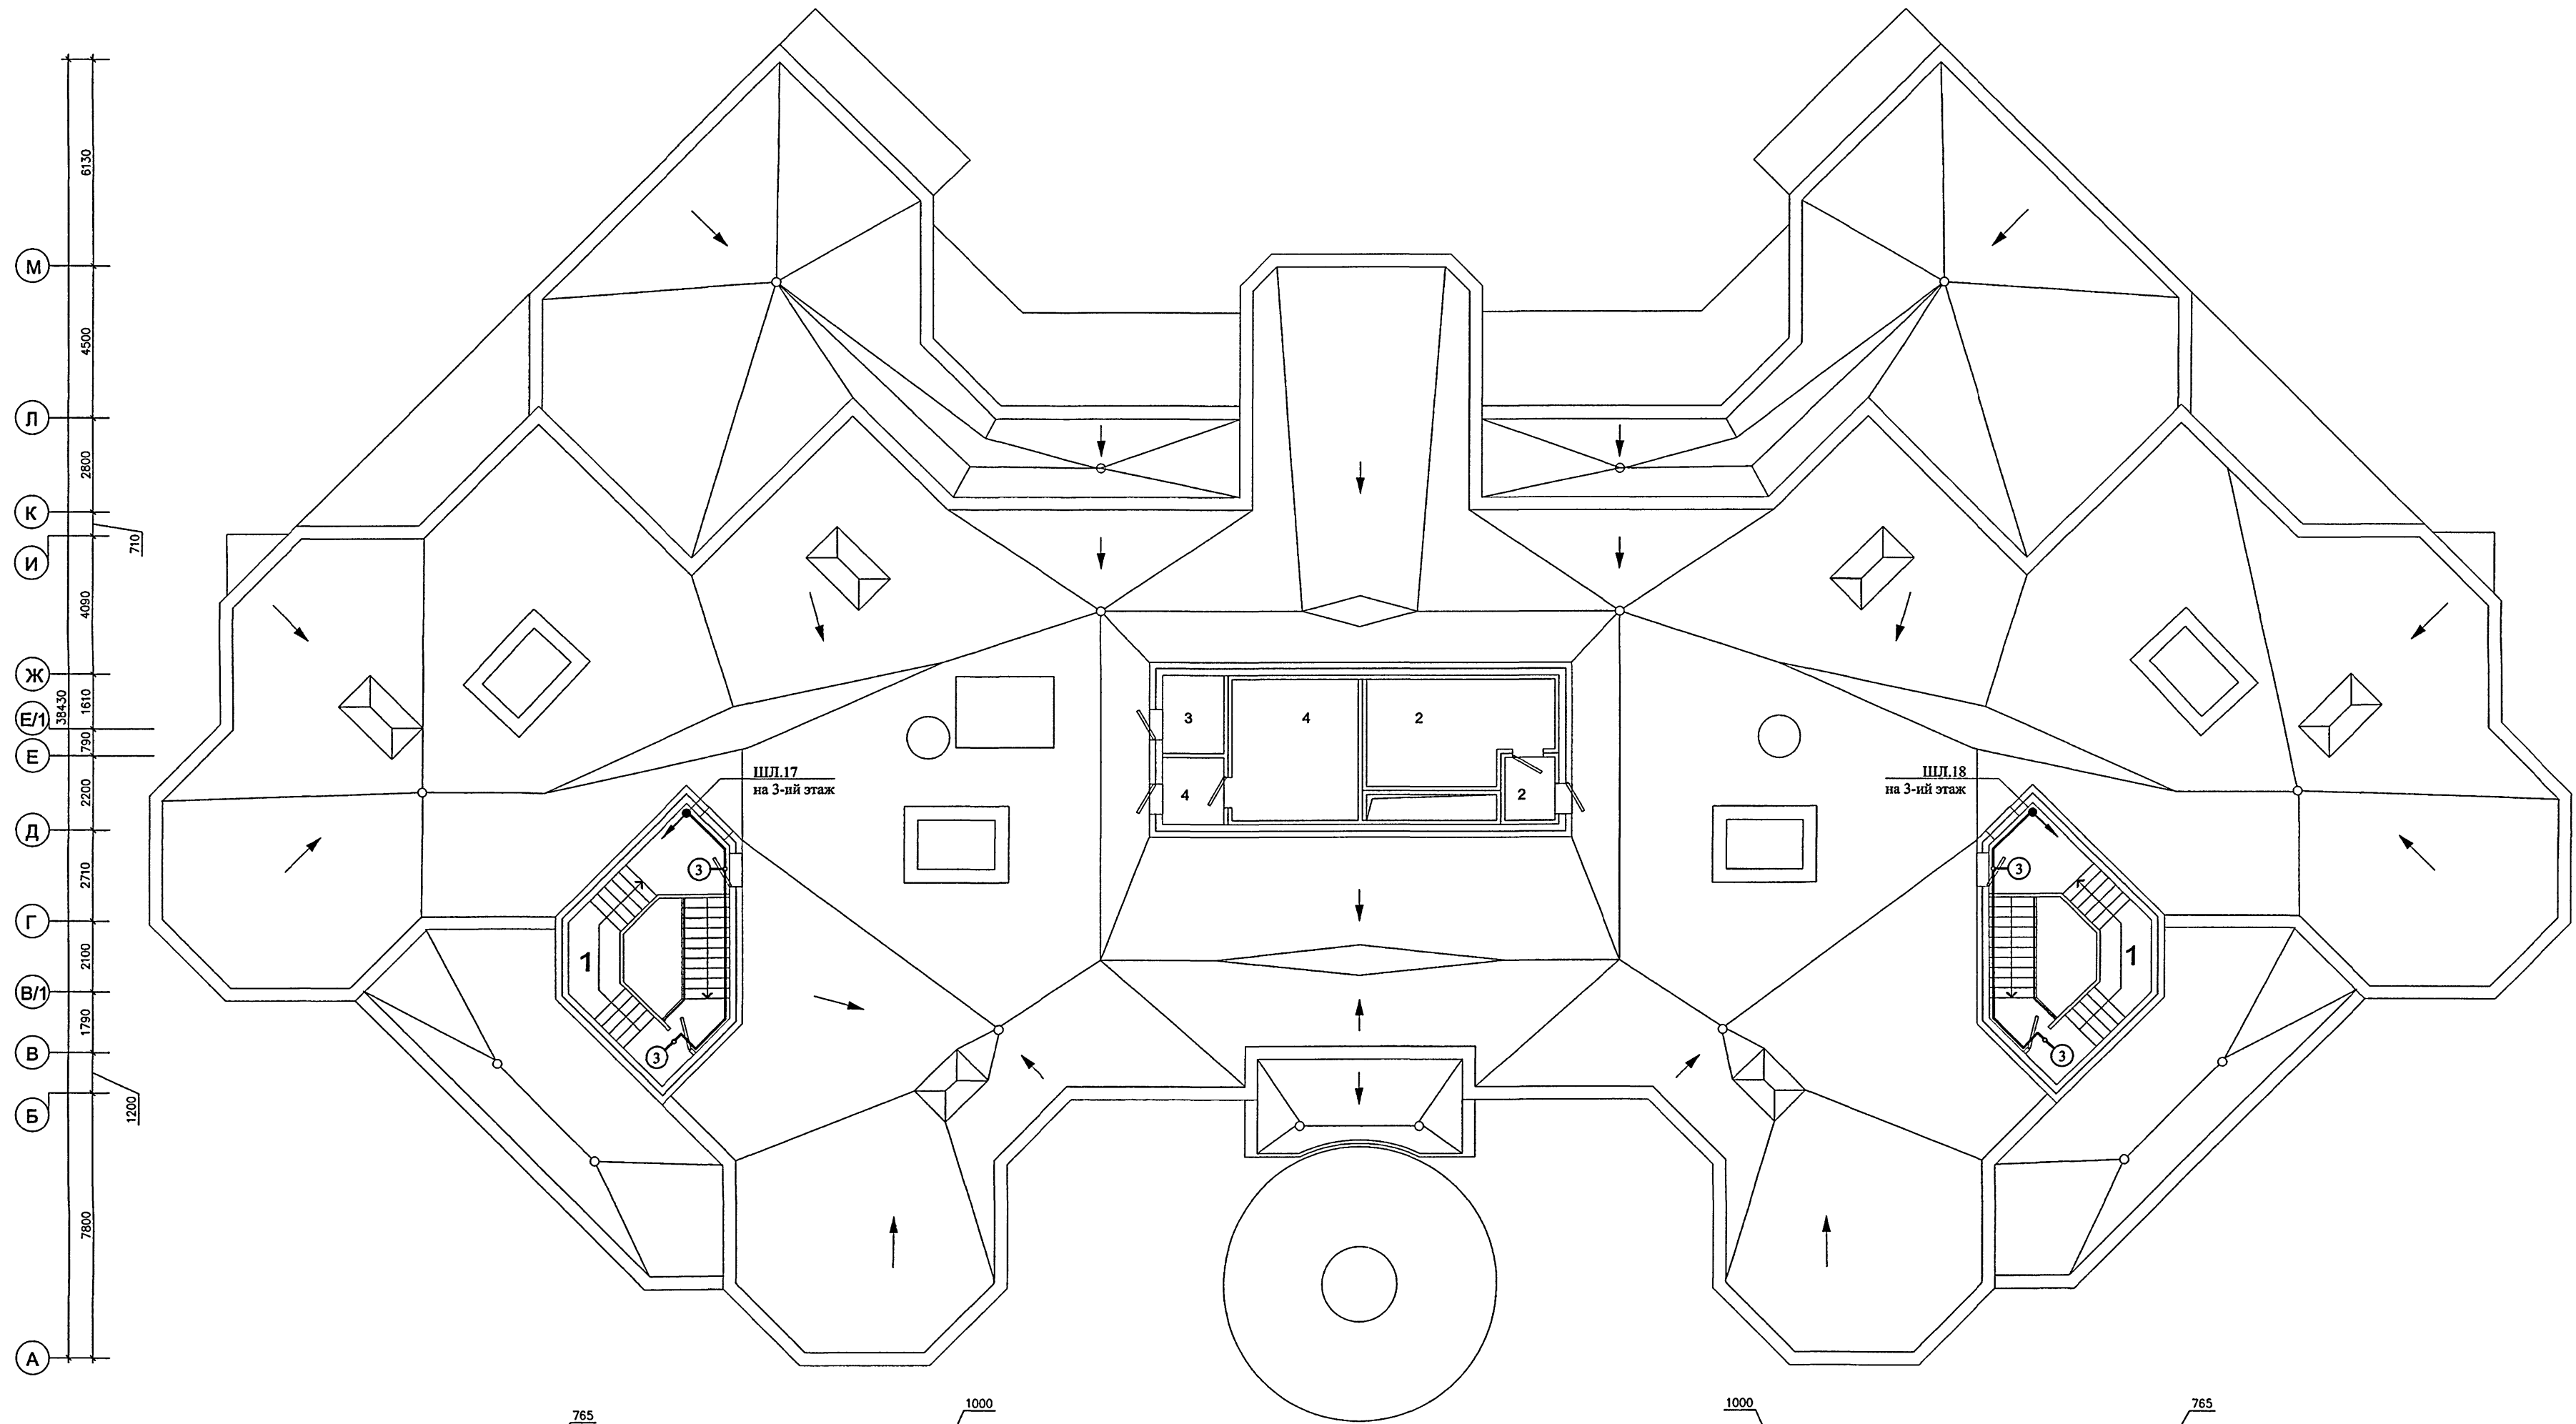 6130
М
4500
Л
2800
К
710
И
4090
Ж
1610
38430
Е/1
790
Е
2200
Д
2710
Г
2100
В/1
1790
В
1200
Б
7800
А
3
4
2
4
2
ШЛ.17
на 3-ий этаж
ШЛ.18
на 3-ий этаж
3
3
1
1
3
3
765
1000
1000
765